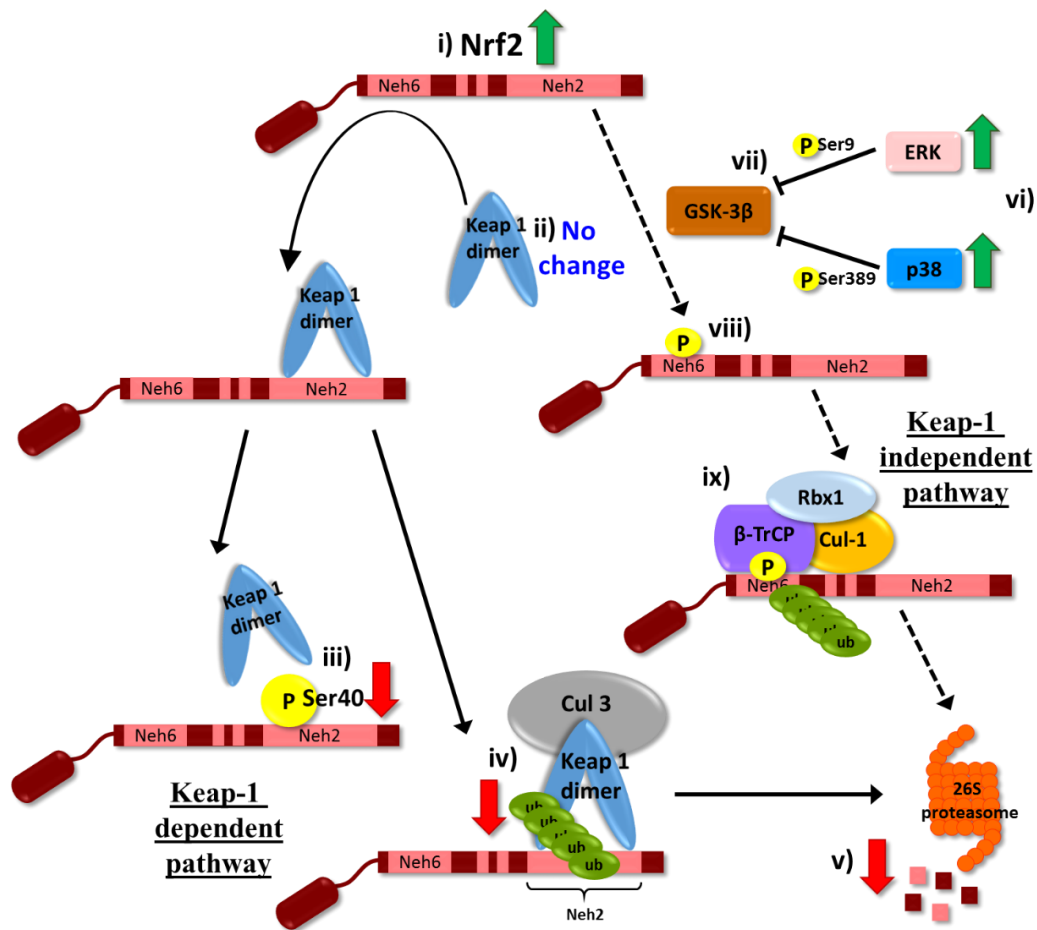 i) Nrf2
Neh6 Neh2
P Ser9
ERK
vii)
GSK-3β
vi)
P Ser389
p38
Keap 1
dimer
ii) No
change
Keap 1
dimer
Neh6 Neh2
viii)
P
Neh6 Neh2
Keap-1
independent
pathway
ix)
Rbx1
β-TrCP
Cul-1
P
Neh6 Neh2
ub
Keap 1
dimer
iii)
P Ser40
Neh6 Neh2
Keap-1
dependent
pathway
Cul 3
iv)
Keap 1
dimer
ub
ub
ub
ub
Neh6
Neh2
26S
proteasome
v)